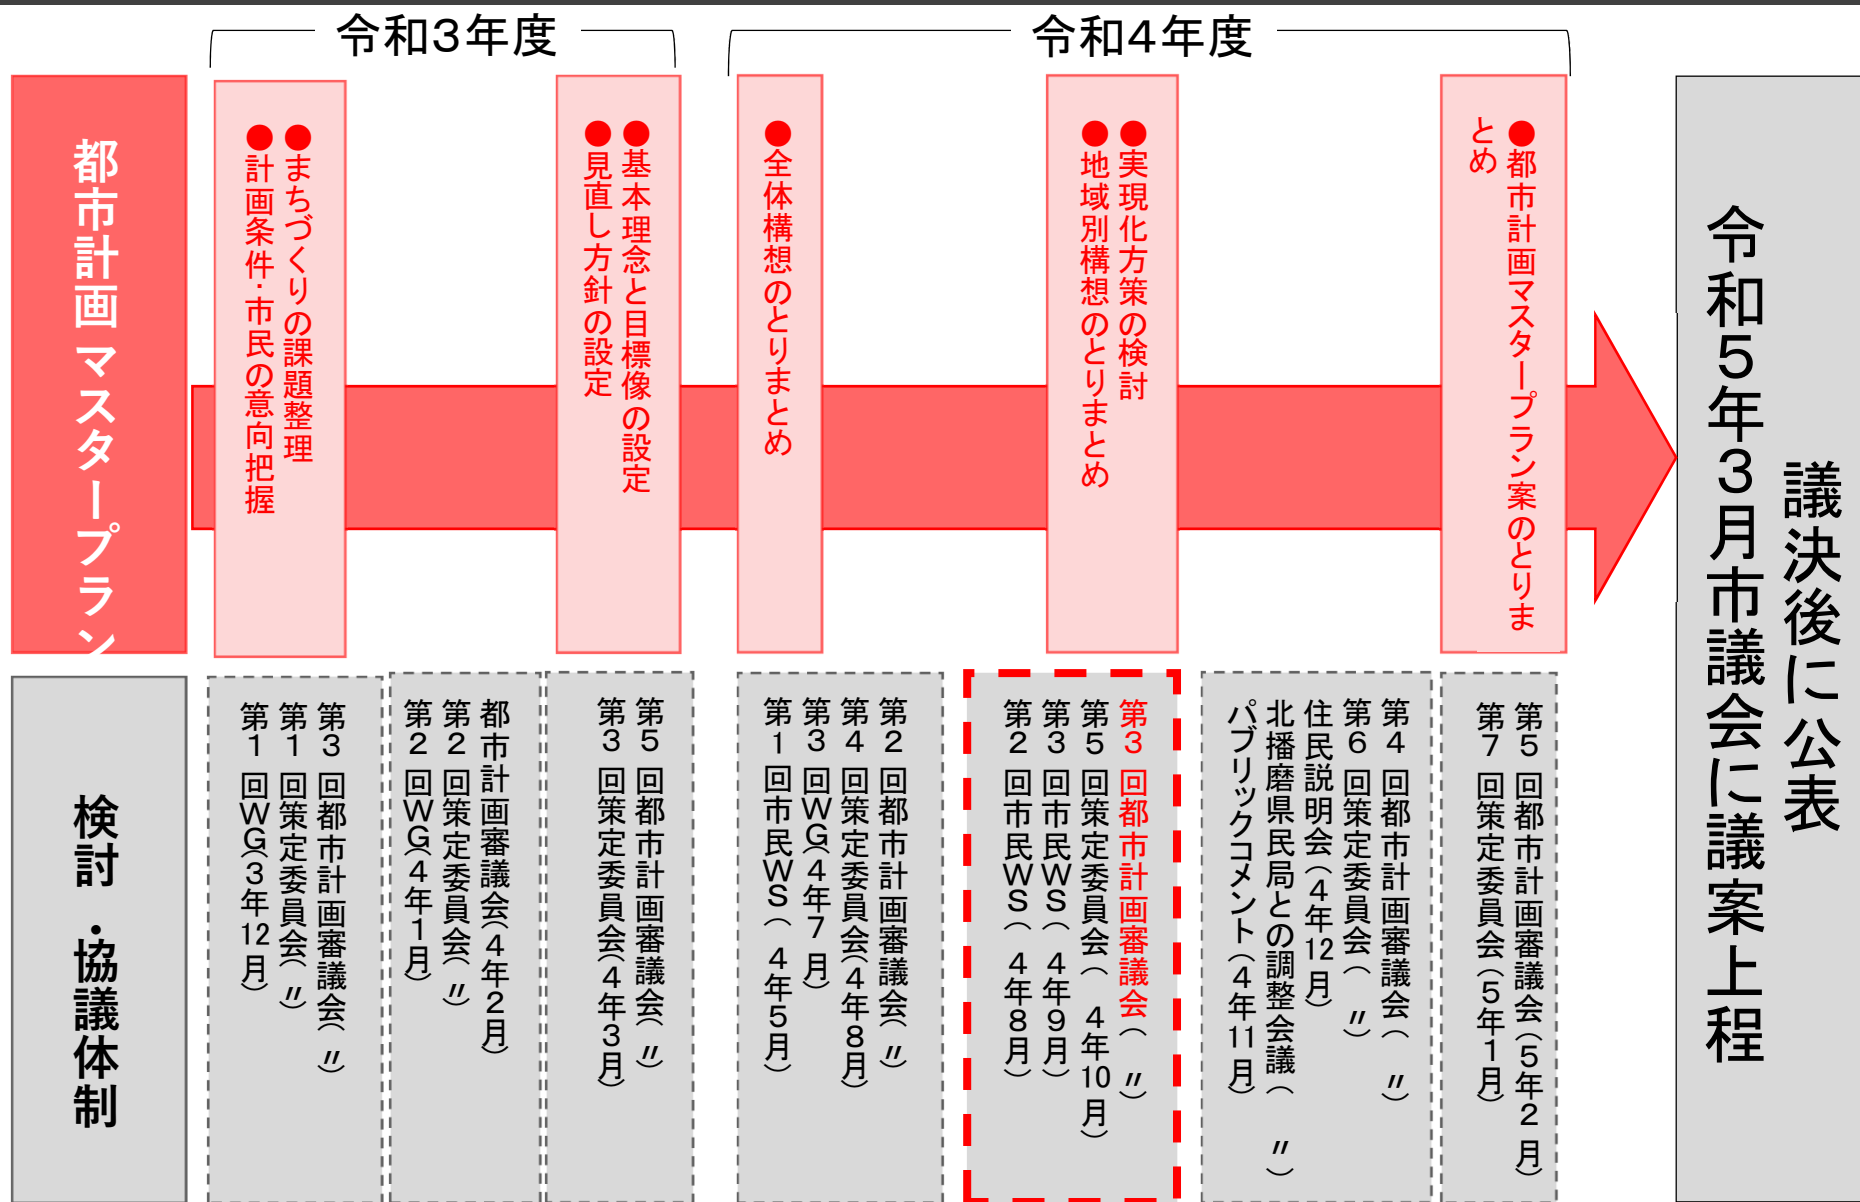 令和3年度
令和4年度
都市計画 マスタープラン
●まちづくりの課題整理
●計画条件・市民の意向把握
●基本理念と目標像の設定
●見直し方針の設定
●全体構想のとりまとめ
●実現化方策の検討
●地域別構想のとりまとめ
●都市計画マスタープラン案のとりま
とめ
検討・協議体制
第3回都市計画審議会(〃)
第1回策定委員会(〃)
第1回WG(3年12月)
都市計画審議会(4年2月)
第2回策定委員会(〃)
第2回WG(4年1月)
第5回都市計画審議会(〃)
第3回策定委員会(4年3月)
第2回都市計画審議会(〃)
第4回策定委員会(4年8月)
第3回WG(4年7月)
第1回市民WS(4年5月)
第3回都市計画審議会(〃)
第5回策定委員会(4年10月)
第3回市民WS(4年9月)
第2回市民WS(4年8月)
第4回都市計画審議会(〃)
第6回策定委員会(〃)
住民説明会(4年12月)
北播磨県民局との調整会議(〃)
パブリックコメント(4年11月)
第5回都市計画審議会(5年2月)
第7回策定委員会(5年1月)
議決後に公表
令和5年3月市議会に議案上程